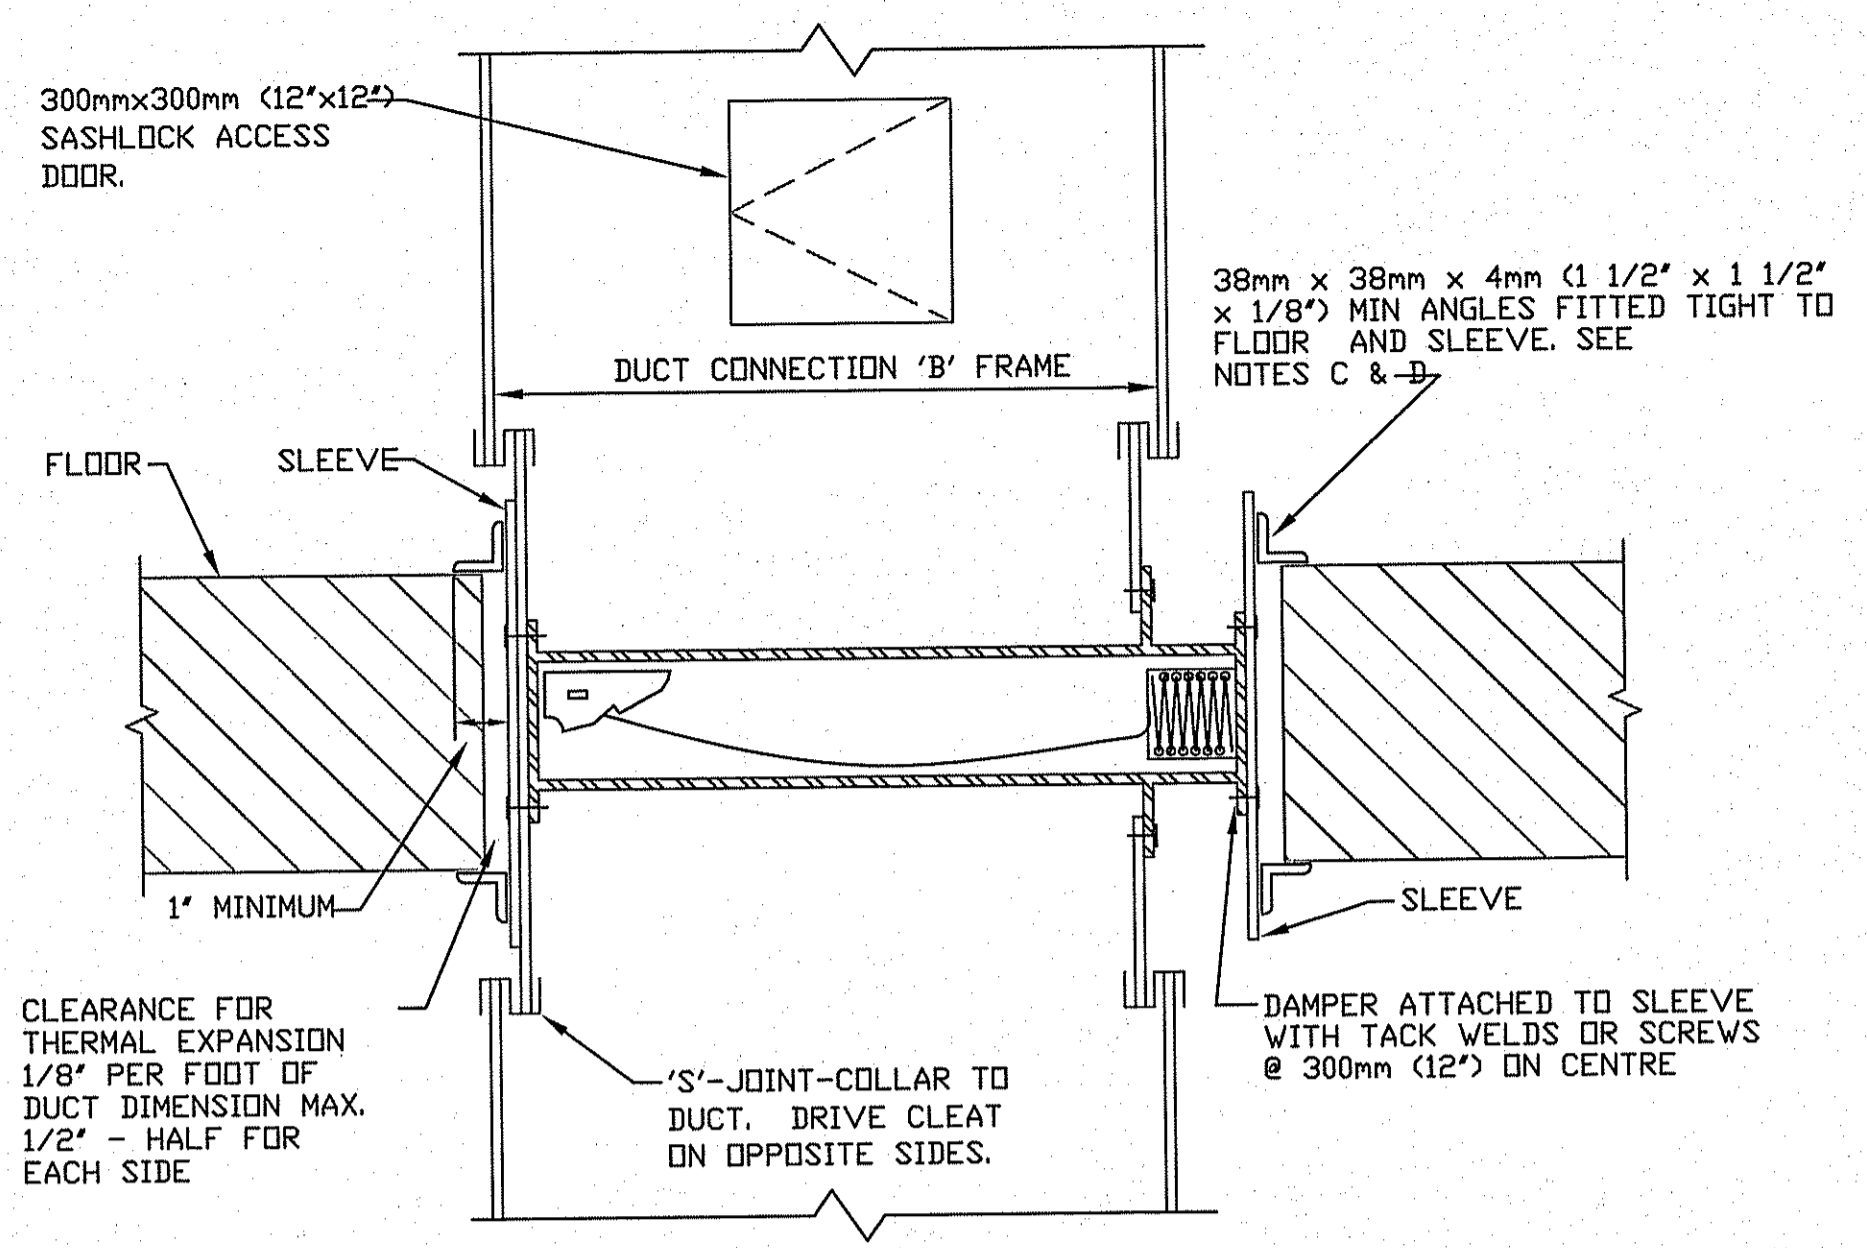 300mmx300mm (12"x12")
SASHLOCK ACCESS
DOOR.
38mm x 38mm x 4mm (1 1/2" x 1 1/2"
x 1/8") MIN ANGLES FITTED TIGHT TO
FLOOR AND SLEEVE. SEE
NOTES C & D
DUCT CONNECTION 'B' FRAME
FLOOR
SLEEVE
1" MINIMUM
SLEEVE
CLEARANCE FOR
THERMAL EXPANSION
1/8" PER FOOT OF
DUCT DIMENSION MAX.
1/2" - HALF FOR
EACH SIDE
'S'-JOINT-COLLAR TO
DUCT. DRIVE CLEAT
ON OPPOSITE SIDES.
DAMPER ATTACHED TO SLEEVE
WITH TACK WELDS OR SCREWS
@ 300mm (12") ON CENTRE